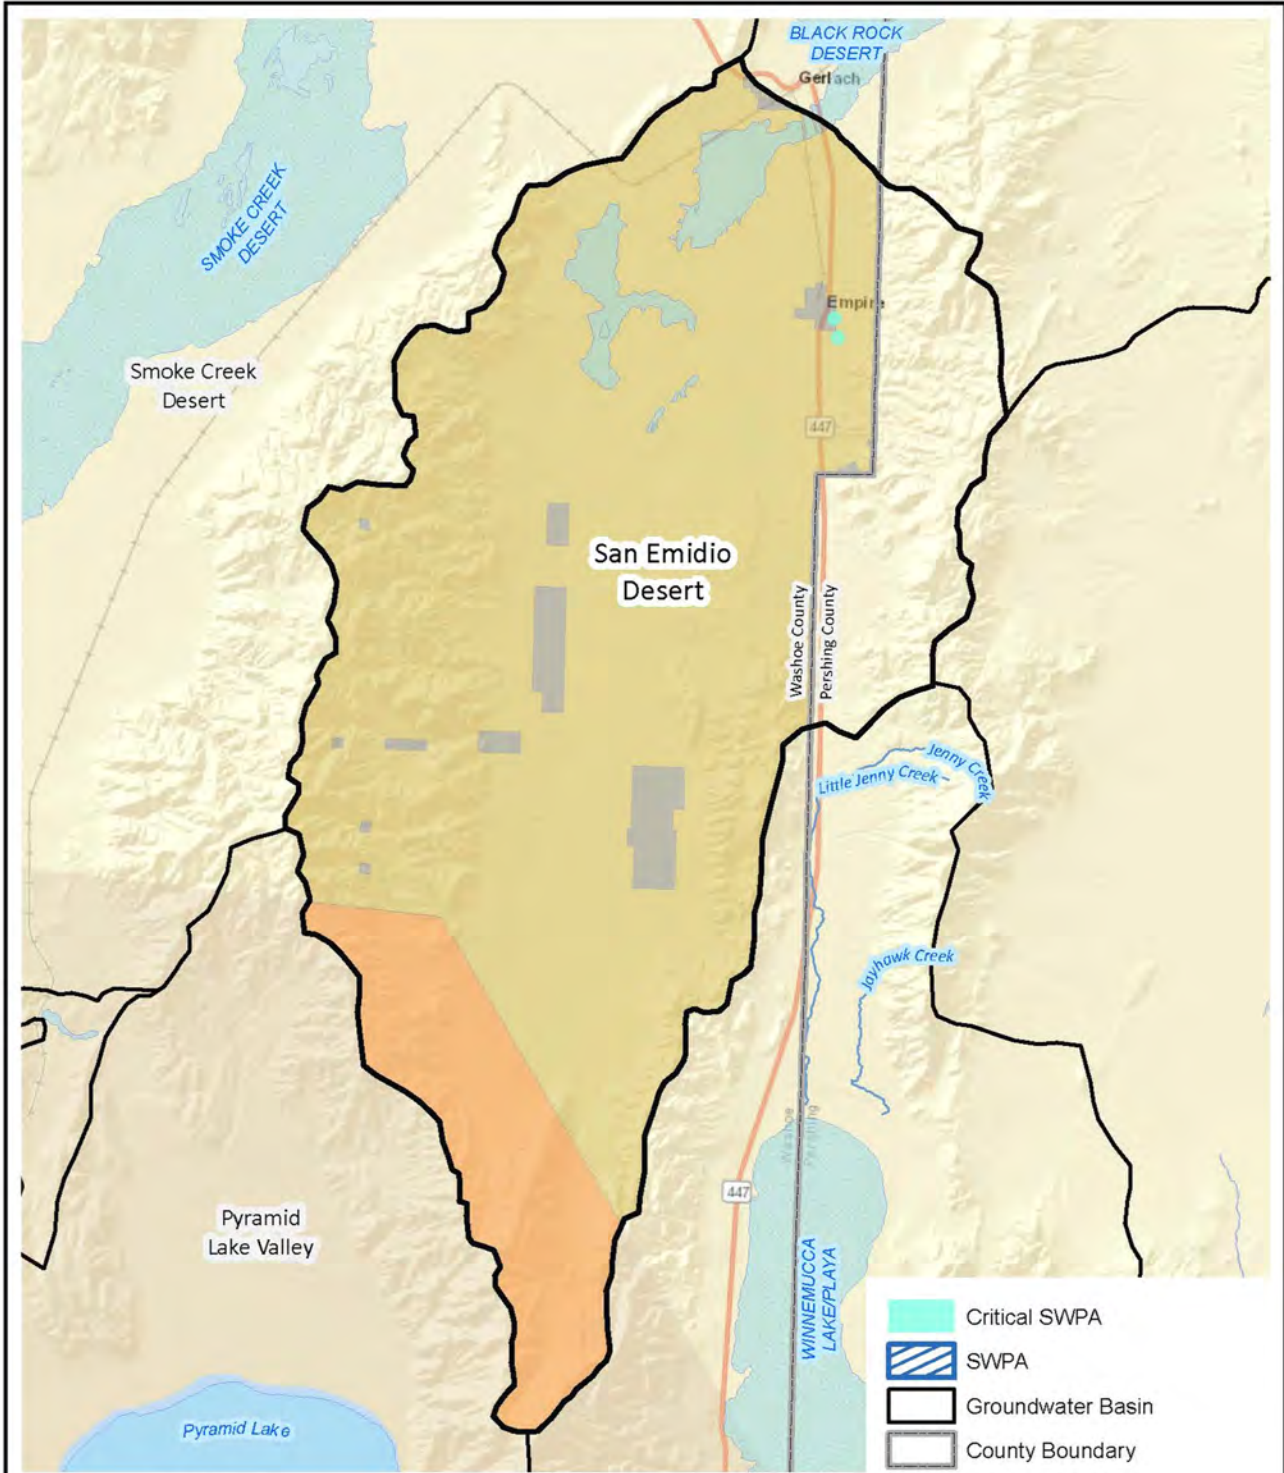 BLACK ROCK
DESERT
Gerlach
SMOKE CREEK
DESERT
Empire
Smoke Creek
Desert
447
San Emidio
Desert
Washoe County
Pershing County
Jenny Creek
Little Jenny Creek
Jayhawk Creek
Washoe
Pershing
447
Pyramid
Lake Valley
WINNEMUCCA
LAKE/PLAYA
Pyramid Lake
Critical SWPA
SWPA
Groundwater Basin
County Boundary